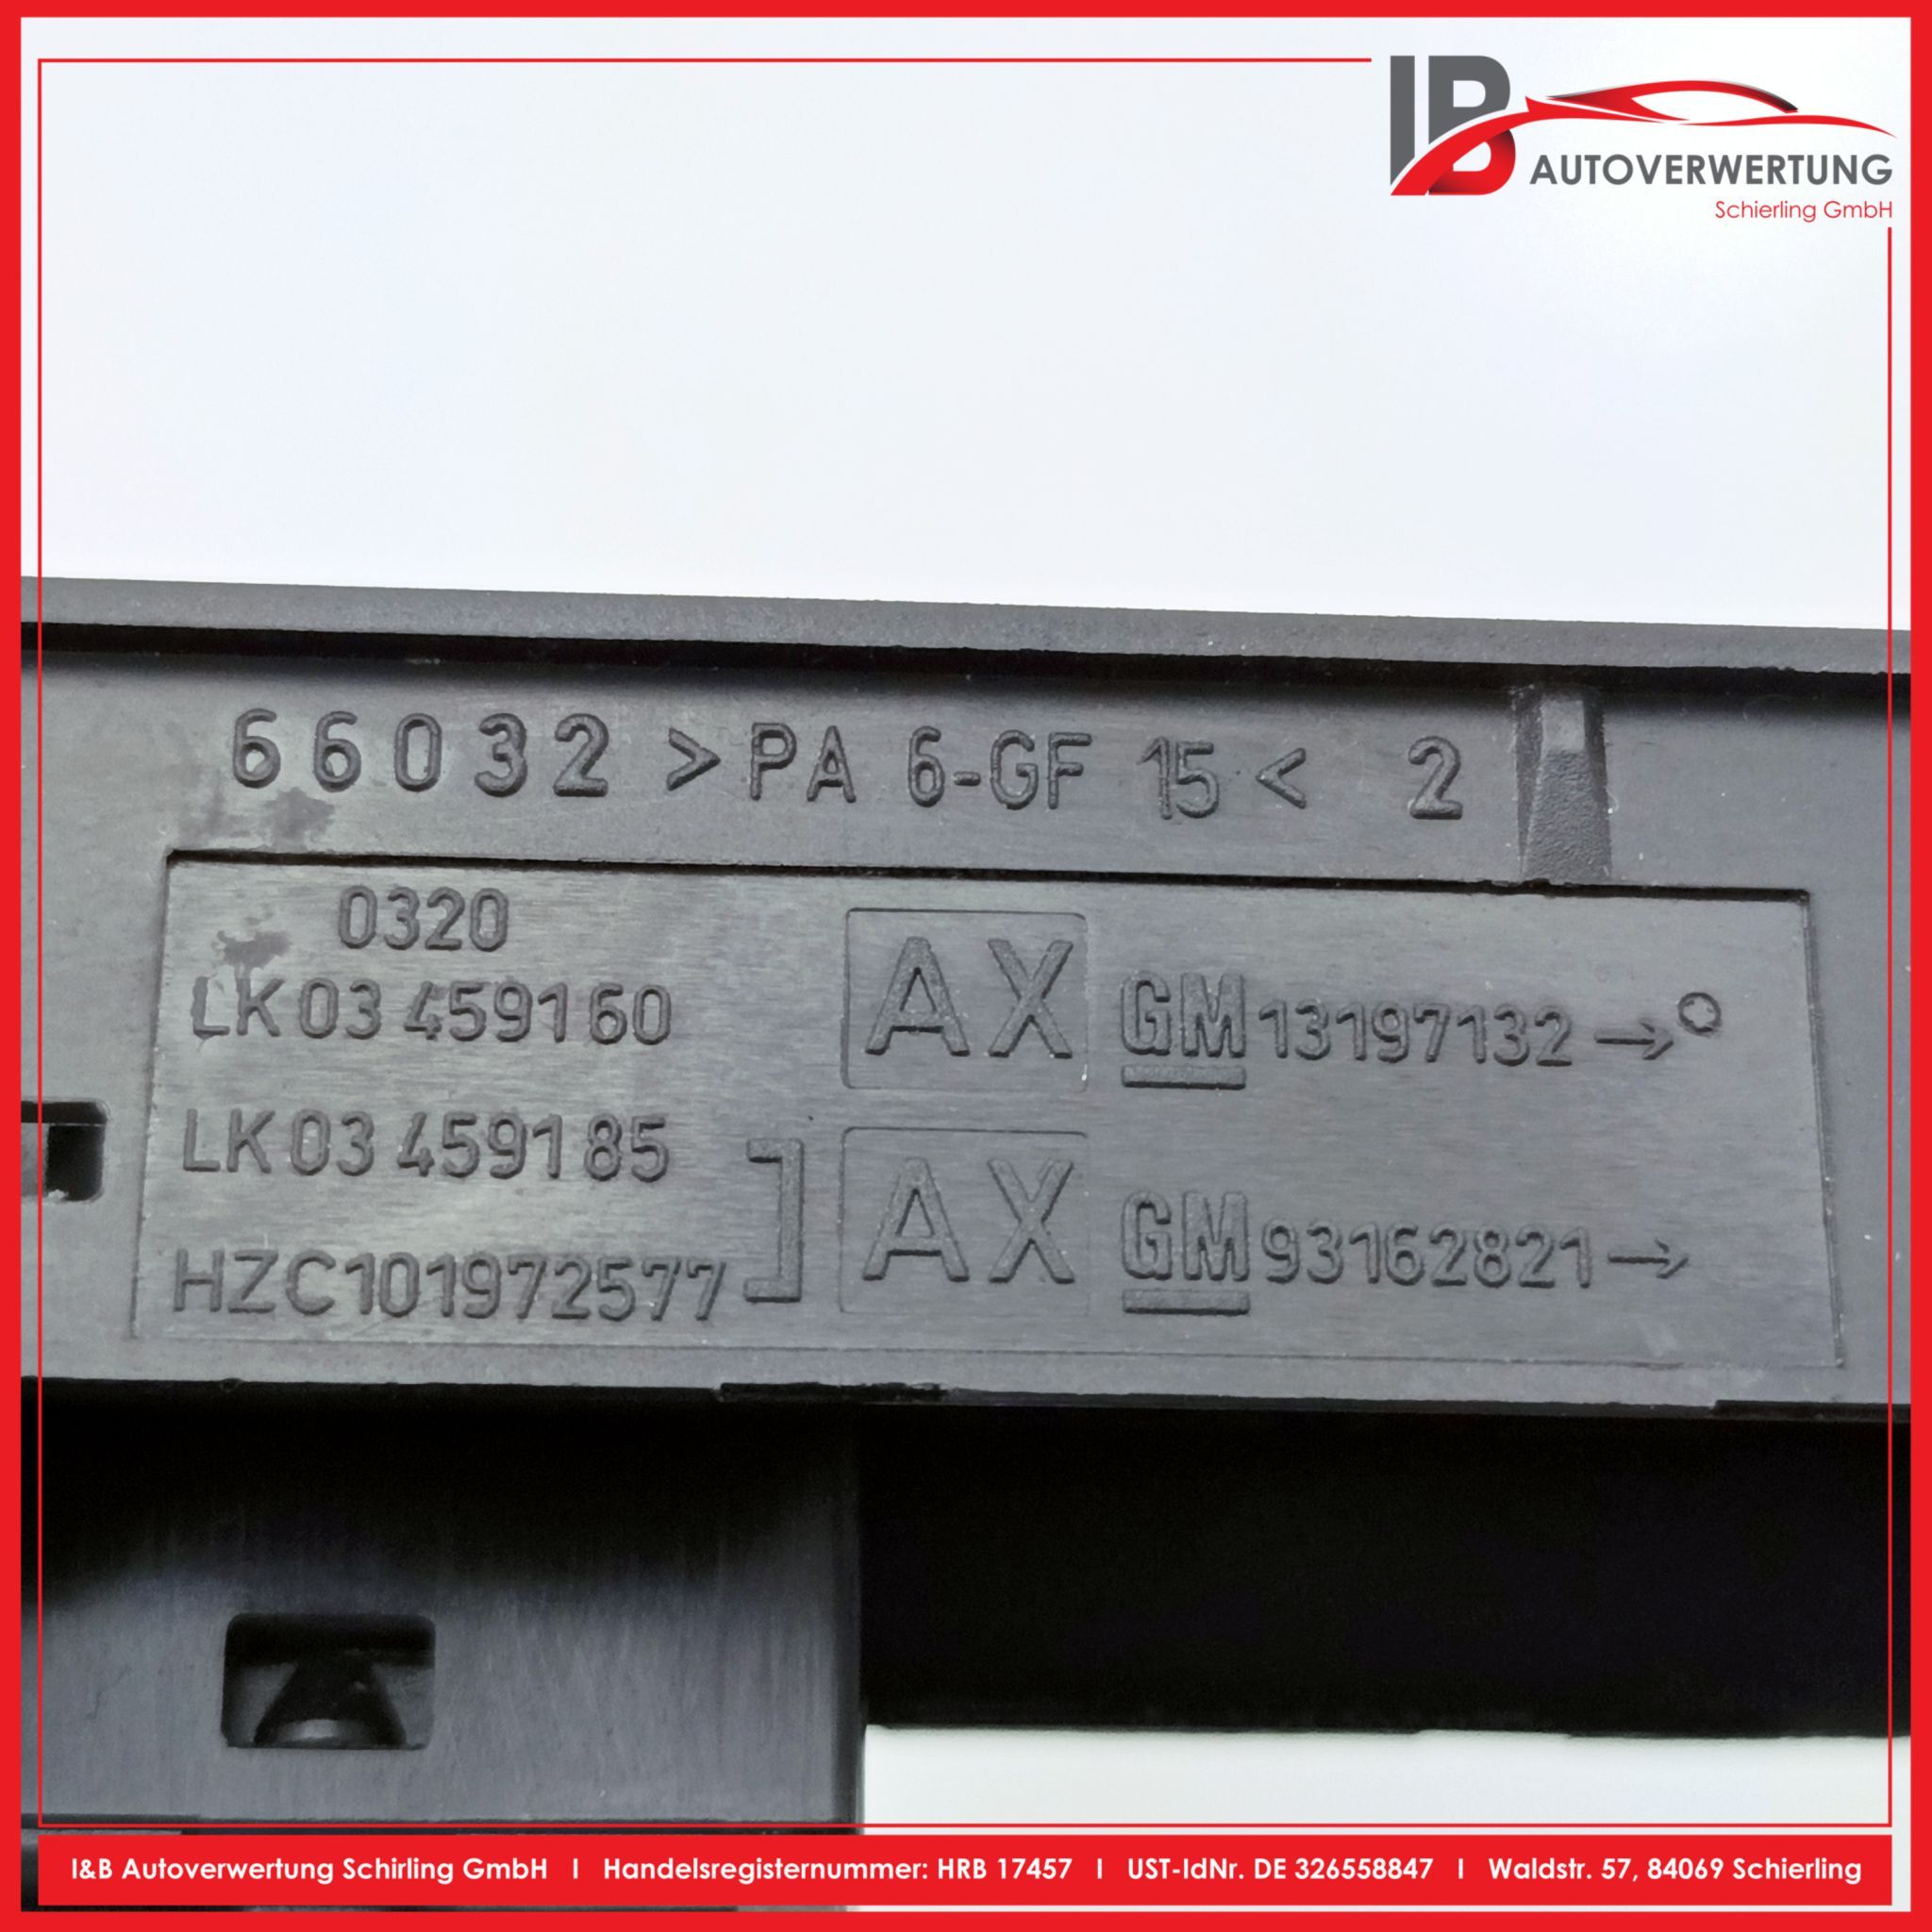 IB
AUTOVERWERTUNG
Schierling GmbH
66032 >PA 6-GF 15< 2
0320
LK03 459160 AX GM 13197132 →
LK03 459185
HZC101972577 ] AX GM 93162821 →
I&B Autoverwertung Schirling GmbH | Handelsregisternummer: HRB 17457 | UST-IdNr. DE 326558847 | Waldstr. 57, 84069 Schierling